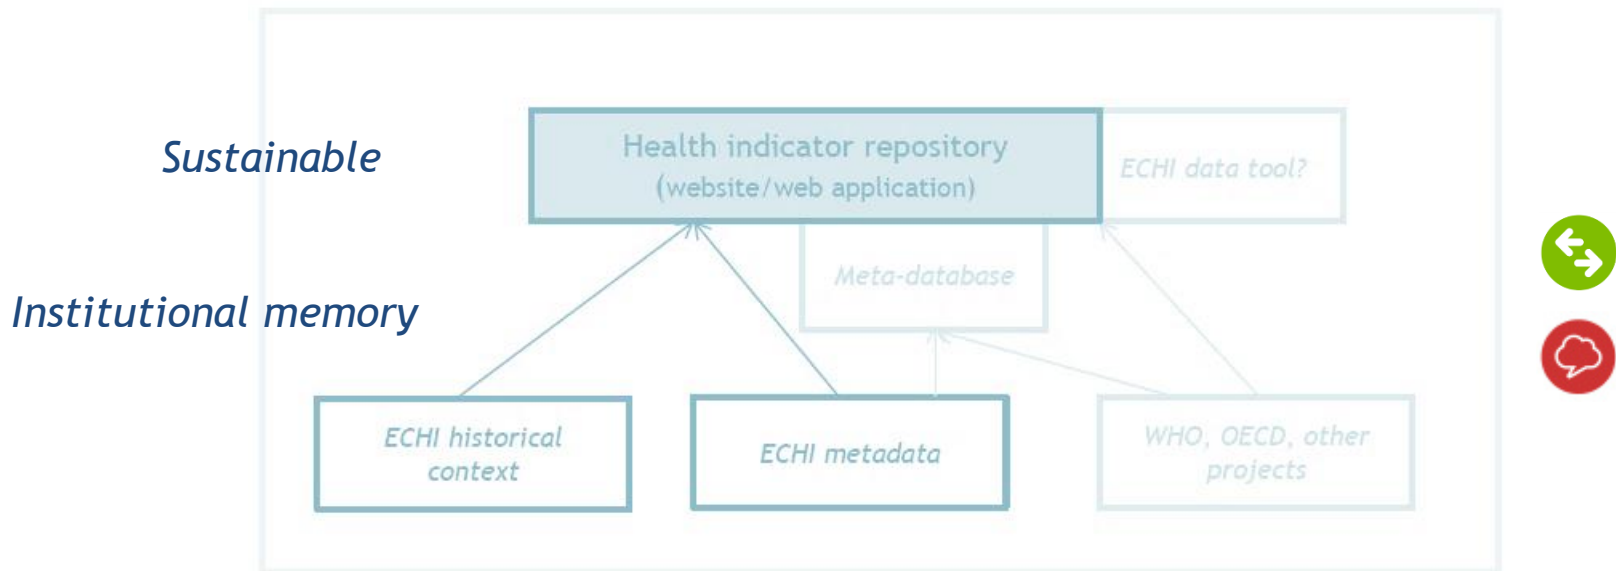 Sustainable
Health indicator repository
(website/web application)
ECHI data tool?
Institutional memory
Meta-database
ECHI historical
context
ECHI metadata
WHO, OECD, other
projects